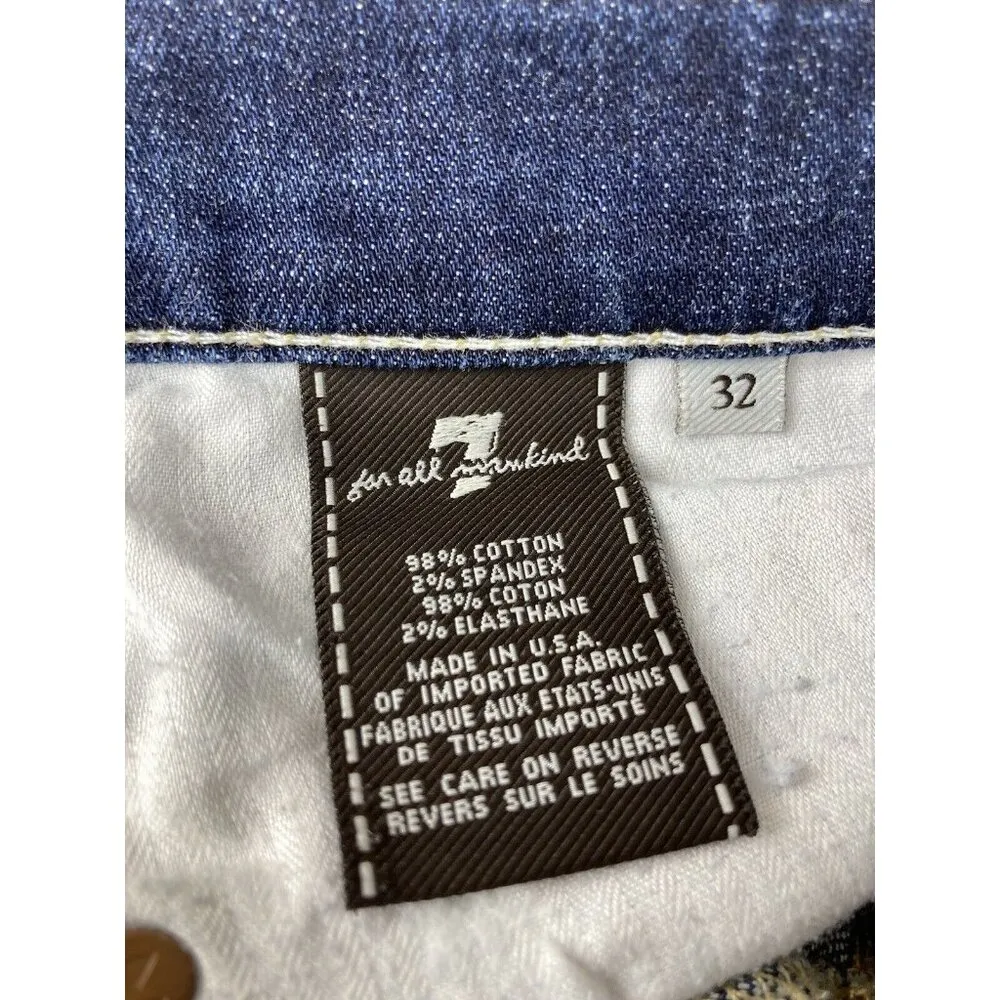 7
for all mankind
32
98% COTTON
2% SPANDEX
98% COTON
2% ELASTHANE
MADE IN U.S.A.
OF IMPORTED FABRIC
FABRIQUE AUX ETATS-UNIS
DE TISSU IMPORTÉ
SEE CARE ON REVERSE
REVERS SUR LE SOINS